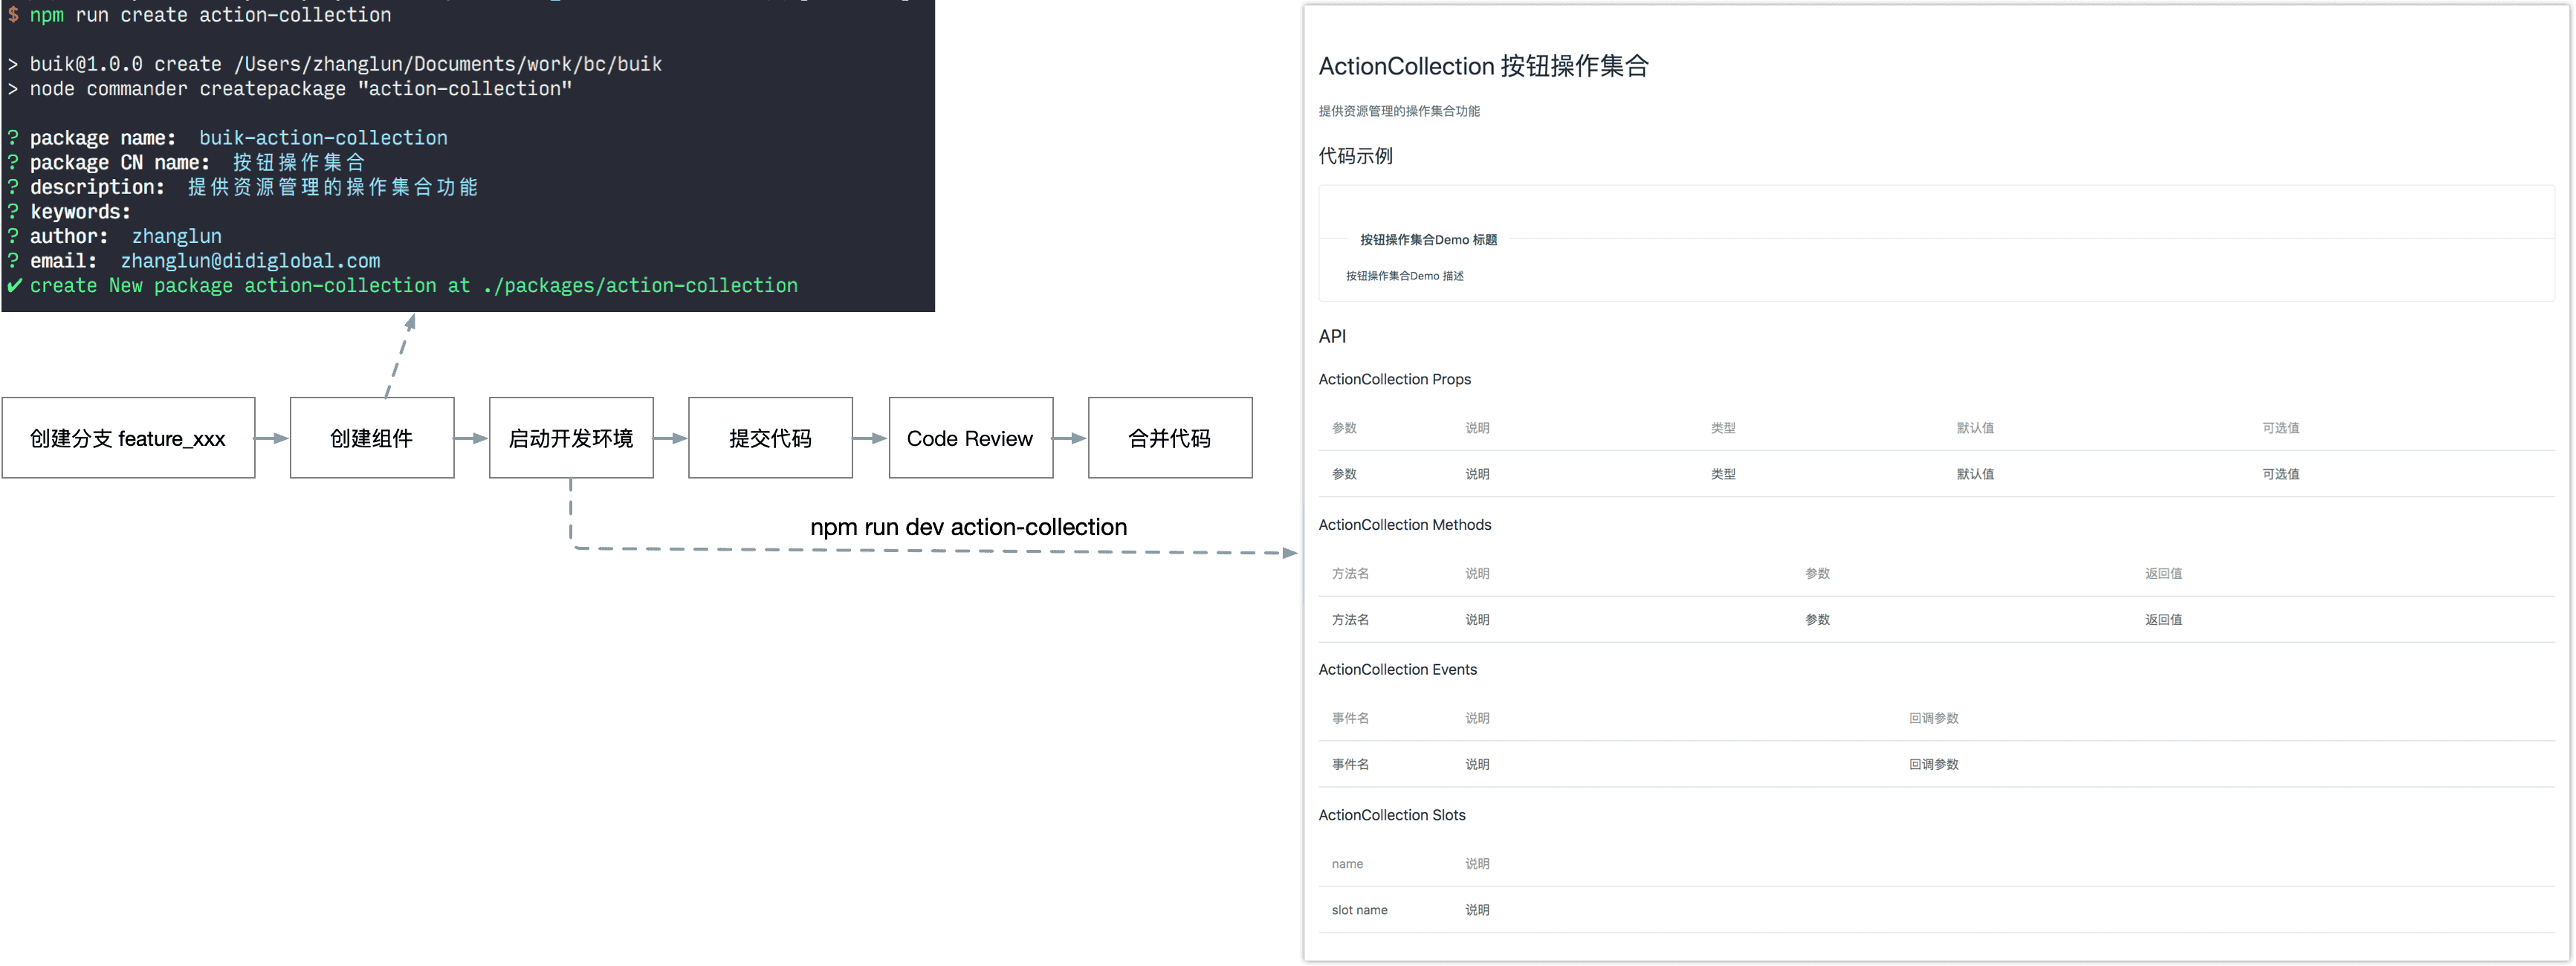 $ npm run create action-collection
> buik@1.0.0 create /Users/zhanglun/Documents/work/bc/buik
> node commander createpackage "action-collection"
? package name: buik-action-collection
? package CN name: 按钮操作集合
? description: 提供资源管理的操作集合功能
? keywords:
? author: zhanglun
? email: zhanglun@didiglobal.com
✔ create New package action-collection at ./packages/action-collection
创建分支 feature_xxx
创建组件
启动开发环境
提交代码
Code Review
合并代码
npm run dev action-collection
ActionCollection 按钮操作集合
提供资源管理的操作集合功能
代码示例
按钮操作集合Demo 标题
按钮操作集合Demo 描述
API
ActionCollection Props
参数 说明 类型 默认值 可选值
参数 说明 类型 默认值 可选值
ActionCollection Methods
方法名 说明 参数 返回值
方法名 说明 参数 返回值
ActionCollection Events
事件名 说明 回调参数
事件名 说明 回调参数
ActionCollection Slots
name 说明
slot name 说明